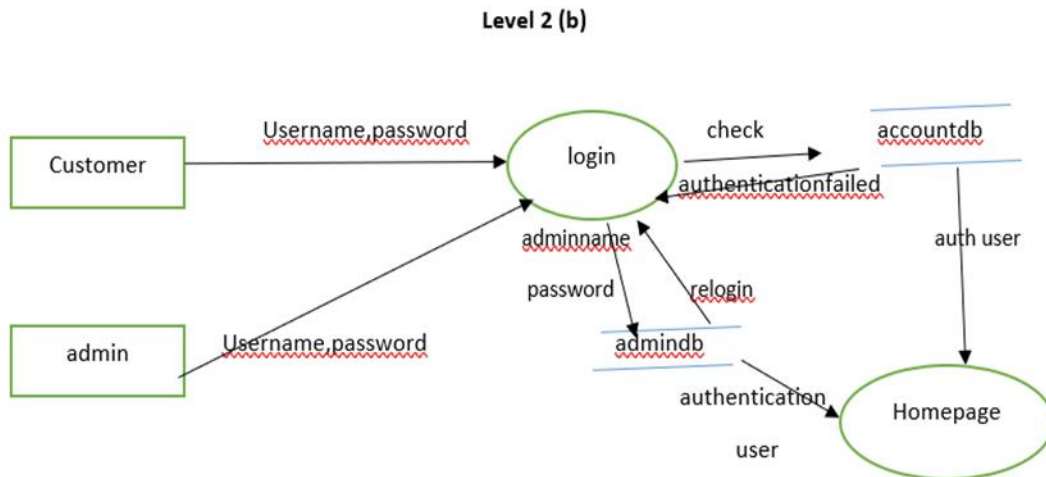 Level 2 (b)
Username,password
check
accountdb
Customer
login
authenticationfailed
adminname
auth user
password
relogin
admin
Username,password
admindb
authentication
user
Homepage